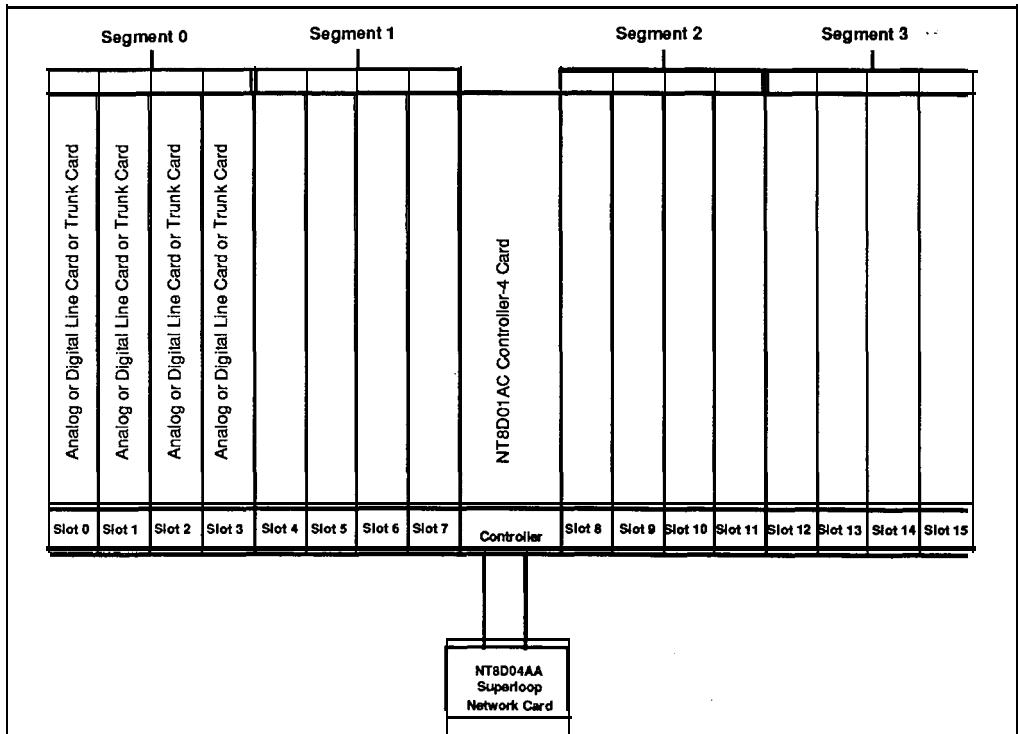 Segment 0
Segment 1
Segment 2
Segment 3
Analog or Digital Line Card or Trunk Card
Analog or Digital Line Card or Trunk Card
Analog or Digital Line Card or Trunk Card
Analog or Digital Line Card or Trunk Card
NT8D01AC Controller-4 Card
Slot 0 Slot 1 Slot 2 Slot 3 Slot 4 Slot 5 Slot 6 Slot 7 Controller Slot 8 Slot 9 Slot 10 Slot 11 Slot 12 Slot 13 Slot 14 Slot 15
NT8D04AA
Superloop
Network Card